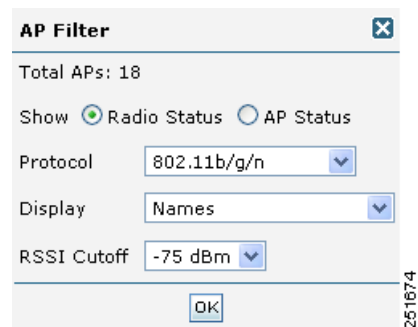 AP Filter
Total APs: 18
Show Radio Status AP Status
Protocol 802.11b/g/n
Display Names
RSSI Cutoff -75 dBm
OK
251674